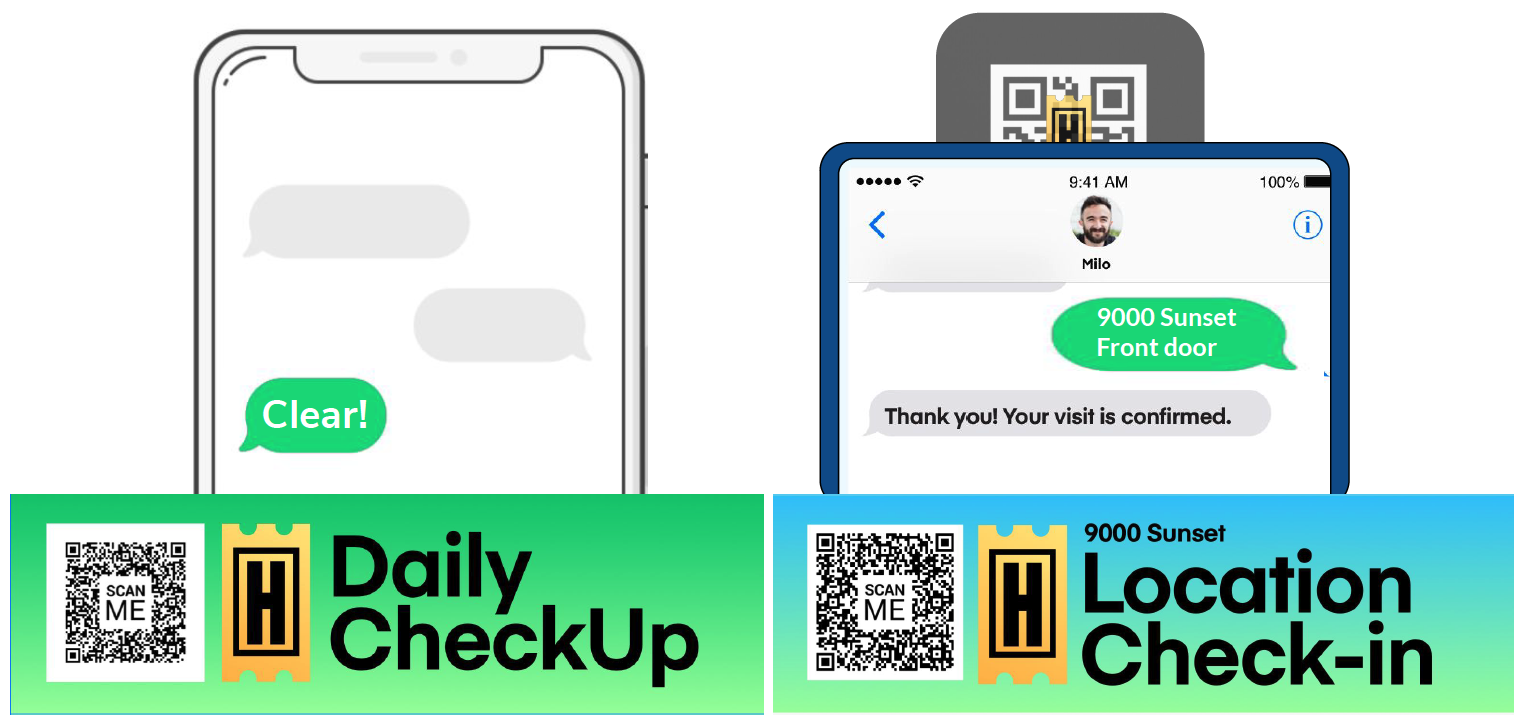 Clear!
SCAN
ME
H
Daily
CheckUp
H
9:41 AM
100%
i
Milo
9000 Sunset
Front door
Thank you! Your visit is confirmed.
SCAN
ME
H
9000 Sunset
Location
Check-in